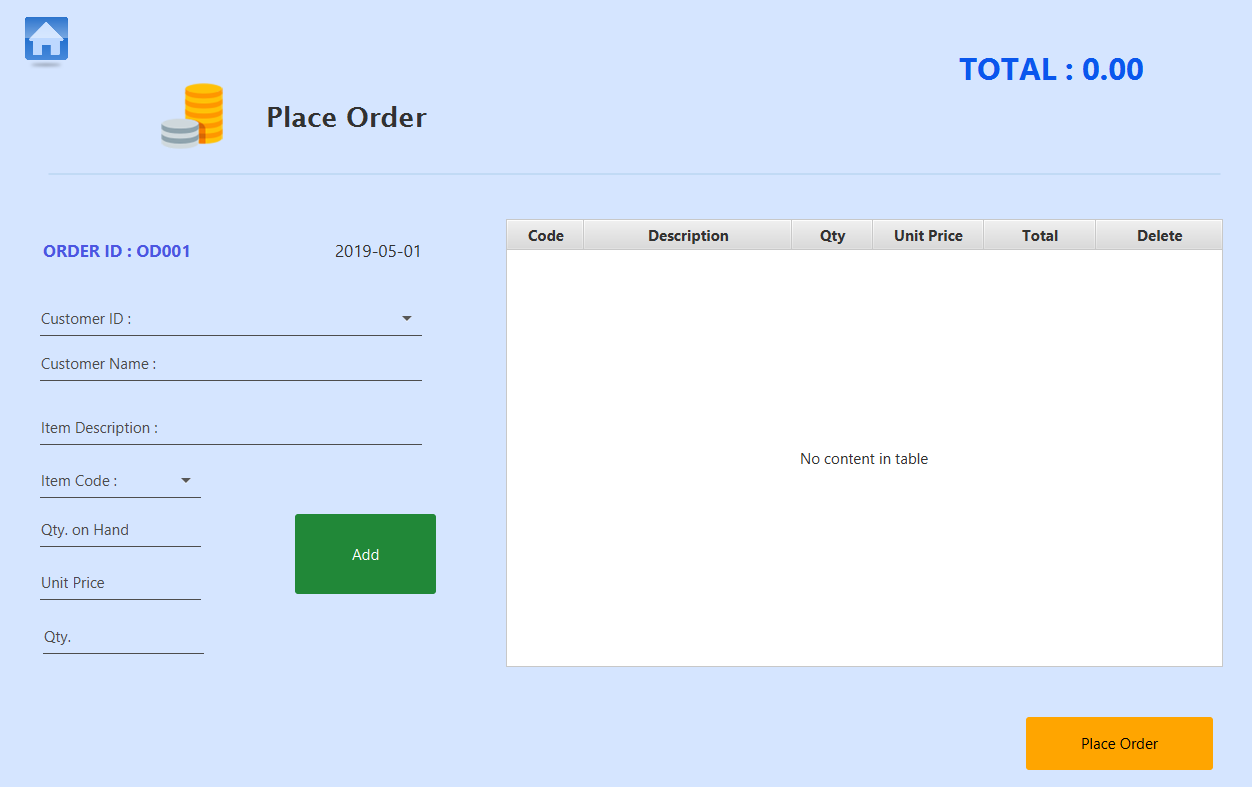 TOTAL : 0.00
Place Order
ORDER ID : OD001 2019-05-01
Customer ID :
Customer Name :
Item Description :
Item Code :
Qty. on Hand
Unit Price
Qty.
Add
Code Description Qty Unit Price Total Delete
No content in table
Place Order